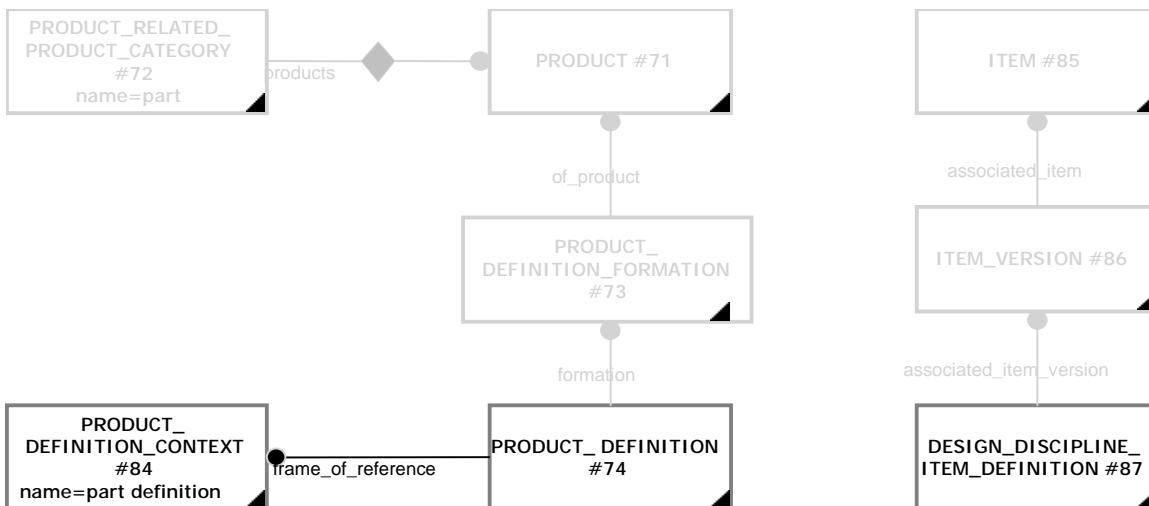 PRODUCT_RELATED_
PRODUCT_CATEGORY
#72
name=part
products
PRODUCT #71
ITEM #85
of_product
associated_item
PRODUCT_
DEFINITION_FORMATION
#73
ITEM_VERSION #86
formation
associated_item_version
PRODUCT_
DEFINITION_CONTEXT
#84
name=part definition
frame_of_reference
PRODUCT_ DEFINITION
#74
DESIGN_DISCIPLINE_
ITEM_DEFINITION #87